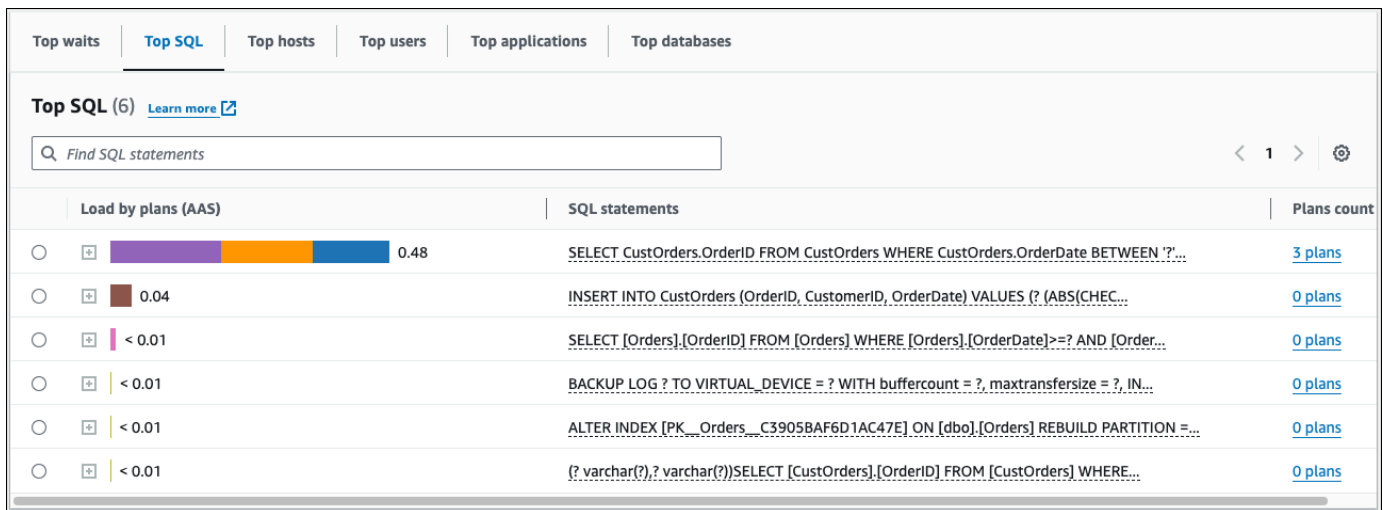 Top waits Top SQL Top hosts Top users Top applications Top databases
Top SQL (6) Learn more
Find SQL statements 1
Load by plans (AAS) SQL statements Plans count
0.48 SELECT CustOrders.OrderID FROM CustOrders WHERE CustOrders.OrderDate BETWEEN '?'... 3 plans
0.04 INSERT INTO CustOrders (OrderID, CustomerID, OrderDate) VALUES (? (ABS(CHEC... 0 plans
< 0.01 SELECT [Orders].[OrderID] FROM [Orders] WHERE [Orders].[OrderDate]>=? AND [Order... 0 plans
< 0.01 BACKUP LOG ? TO VIRTUAL_DEVICE = ? WITH buffercount = ?, maxtransfersize = ?, IN... 0 plans
< 0.01 ALTER INDEX [PK__Orders__C3905BAF6D1AC47E] ON [dbo].[Orders] REBUILD PARTITION =... 0 plans
< 0.01 (? varchar(?),? varchar(?))SELECT [CustOrders].[OrderID] FROM [CustOrders] WHERE... 0 plans